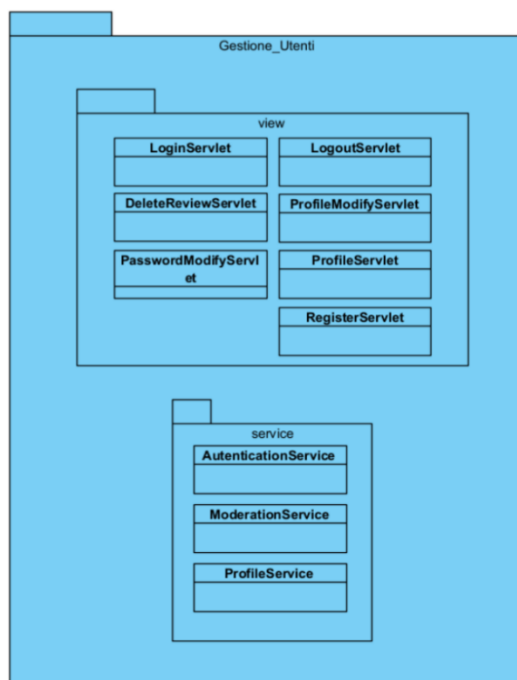 Gestione_Utenti
view
LoginServlet
LogoutServlet
DeleteReviewServlet
ProfileModifyServlet
PasswordModifyServl
et
ProfileServlet
RegisterServlet
service
AutenticationService
ModerationService
ProfileService